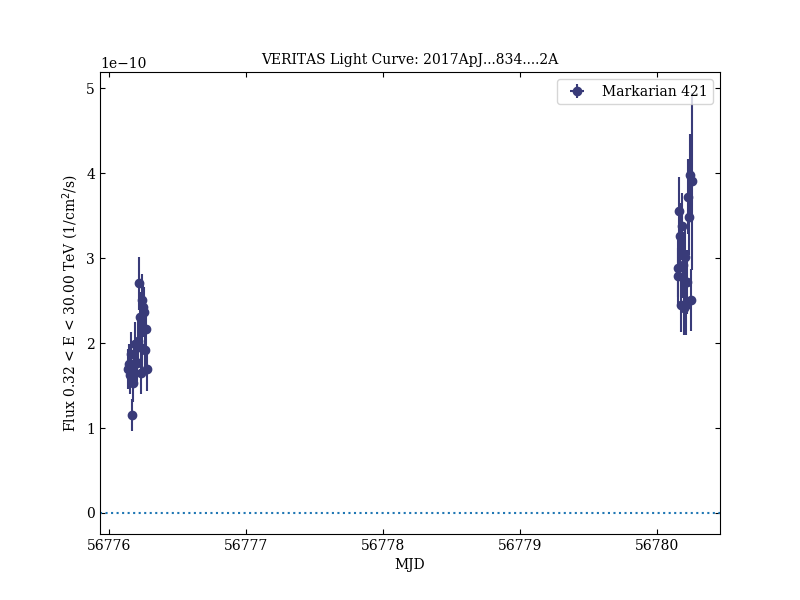 VERITAS Light Curve: 2017ApJ...834....2A
1e−10
Markarian 421
5
4
3
2
1
0
Flux 0.32 < E < 30.00 TeV (1/cm²/s)
56776 56777 56778 56779 56780
MJD